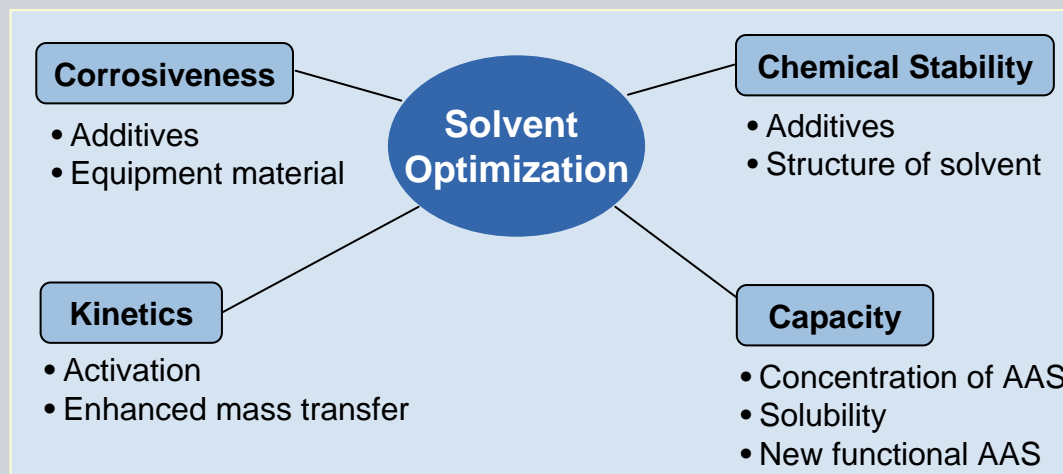 Corrosiveness
• Additives
• Equipment material
Solvent
Optimization
Chemical Stability
• Additives
• Structure of solvent
Kinetics
• Activation
• Enhanced mass transfer
Capacity
• Concentration of AAS
• Solubility
• New functional AAS